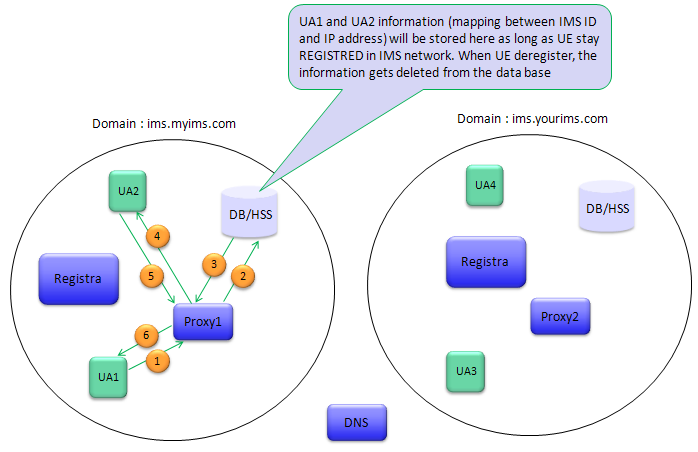 UA1 and UA2 information (mapping between IMS ID
and IP address) will be stored here as long as UE stay
REGISTRED in IMS network. When UE deregister, the
information gets deleted from the data base
Domain : ims.myims.com
Domain : ims.yourims.com
UA2
DB/HSS
4
3
2
5
Registra
Proxy1
6
1
UA1
UA4
DB/HSS
Registra
Proxy2
UA3
DNS